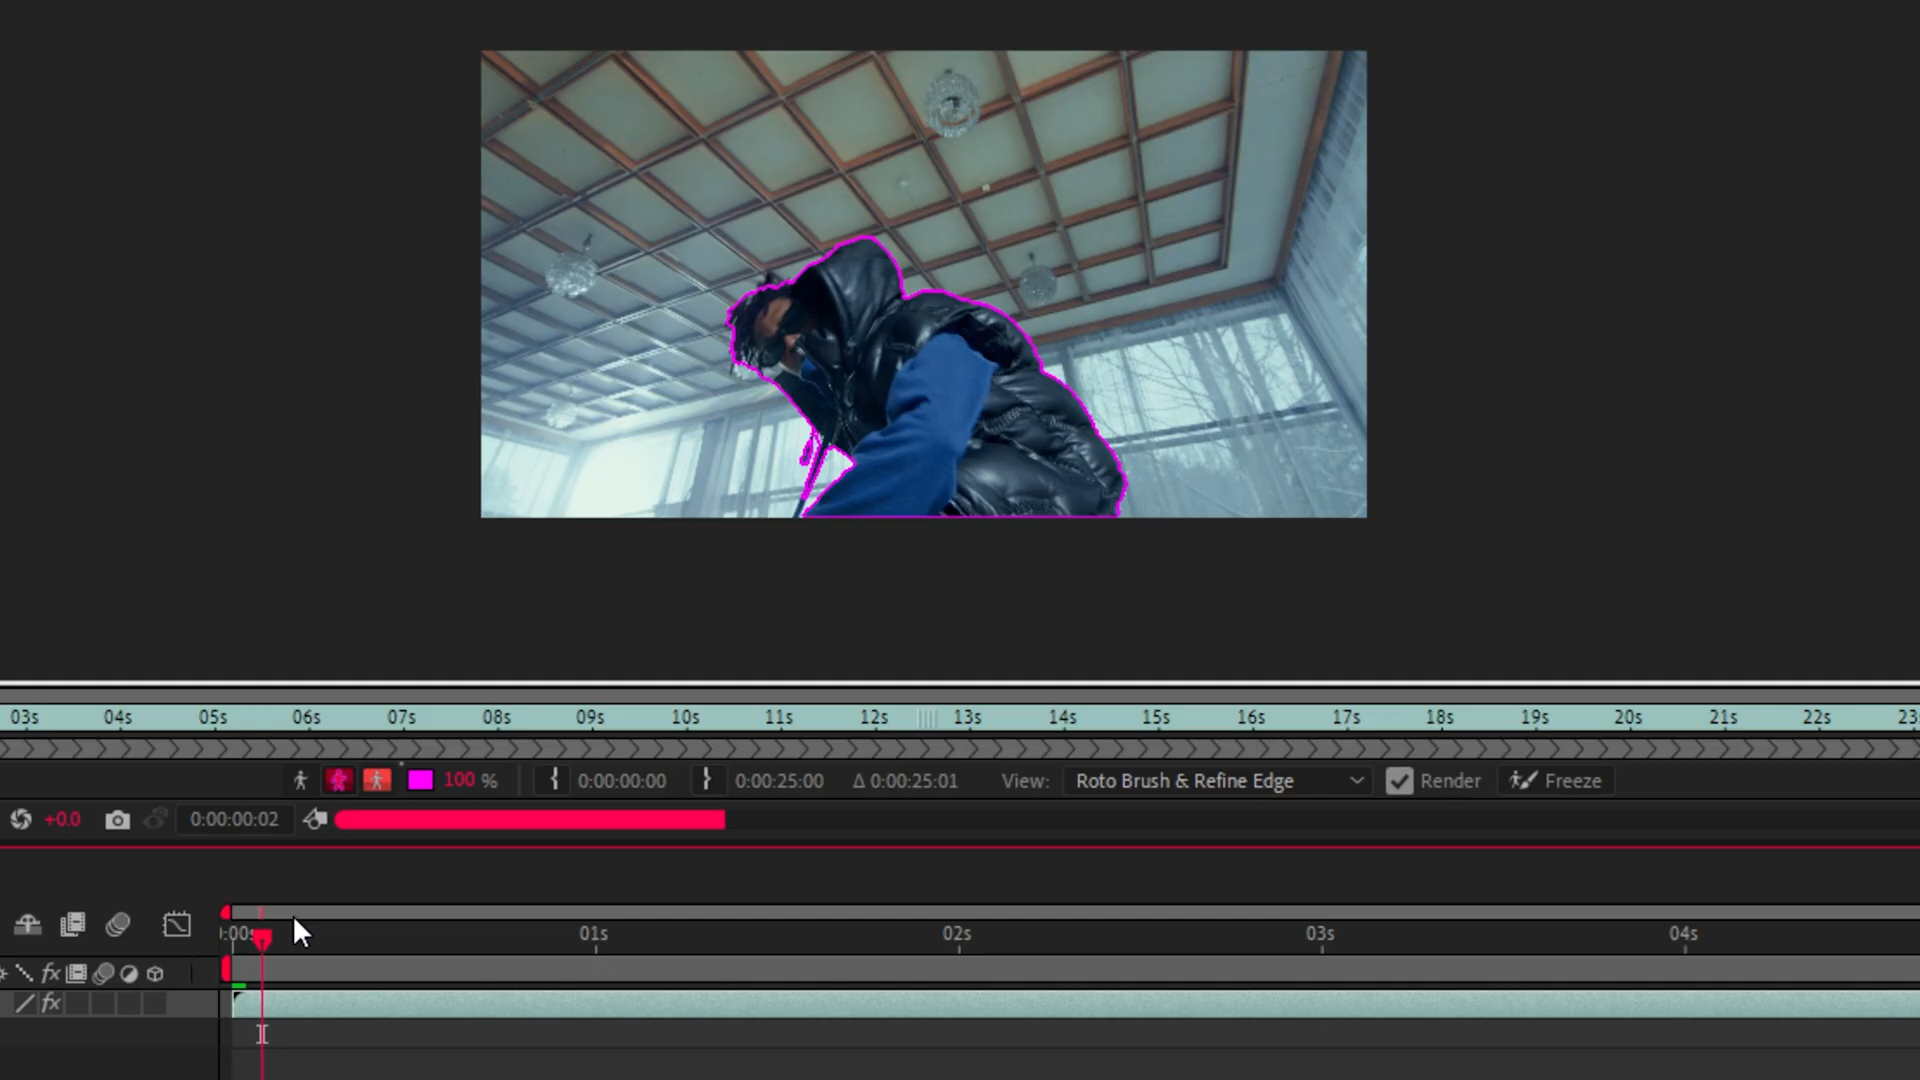 03s 04s 05s 06s 07s 08s 09s 10s 11s 12s 13s 14s 15s 16s 17s 18s 19s 20s 21s 22s 23
100 % 0:00:00:00 0:00:25:00 Δ 0:00:25:01 View: Roto Brush & Refine Edge Render Freeze
+0.0 0:00:00:02
:00s 01s 02s 03s 04s
fx
fx